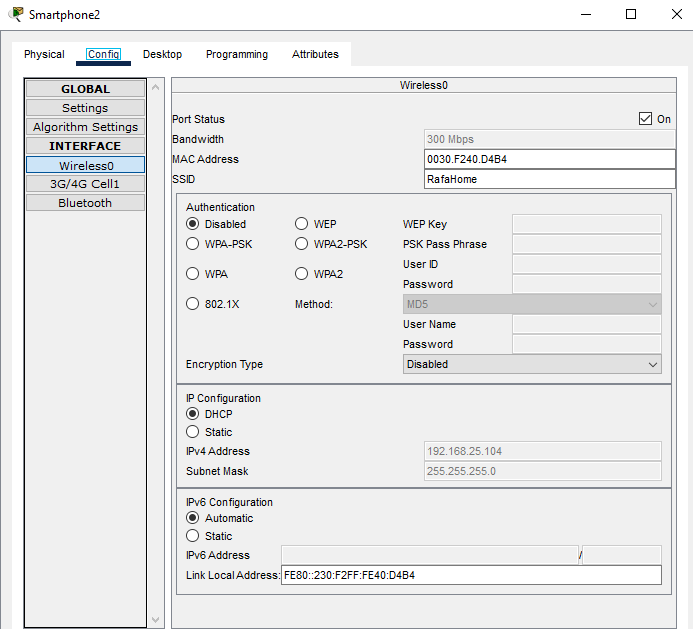 Smartphone2
Physical Config Desktop Programming Attributes
GLOBAL
Settings
Algorithm Settings
INTERFACE
Wireless0
3G/4G Cell1
Bluetooth
Wireless0
Port Status On
Bandwidth 300 Mbps
MAC Address 0030.F240.D4B4
SSID RafaHome
Authentication
Disabled WEP WEP Key
WPA-PSK WPA2-PSK PSK Pass Phrase
User ID
WPA WPA2
Password
802.1X Method: MD5
User Name
Password
Encryption Type Disabled
IP Configuration
DHCP
Static
IPv4 Address 192.168.25.104
Subnet Mask 255.255.255.0
IPv6 Configuration
Automatic
Static
IPv6 Address /
Link Local Address: FE80::230:F2FF:FE40:D4B4